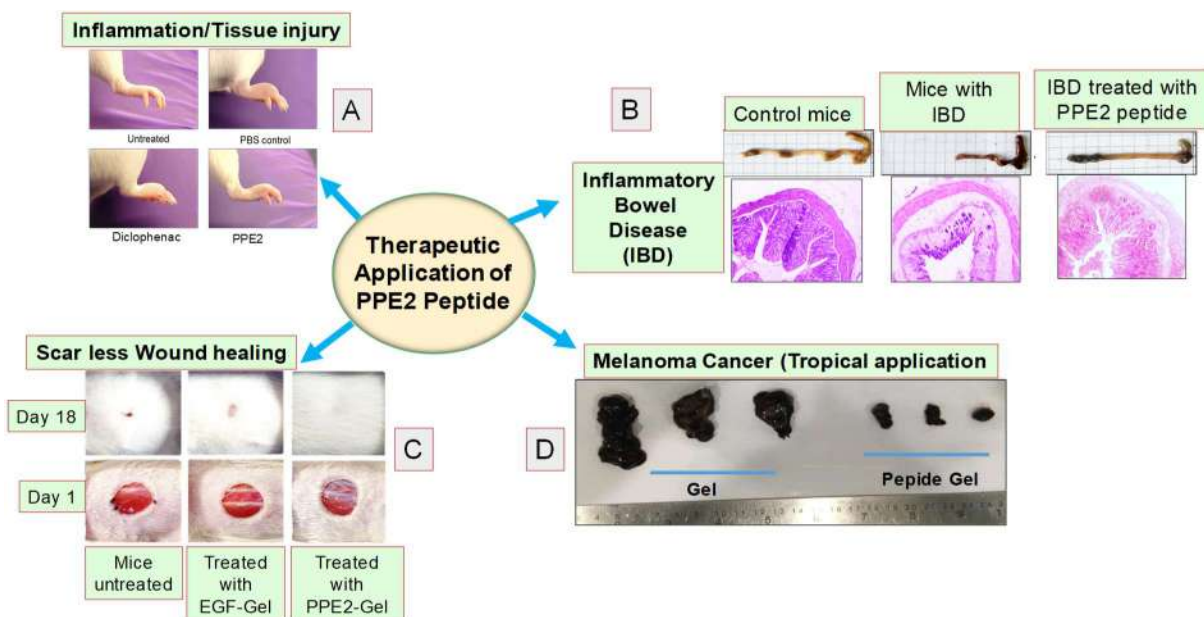 Inflammation/Tissue injury
Untreated
PBS control
Diclophenac
PPE2
A
B
Control mice
Mice with
IBD
IBD treated with
PPE2 peptide
Inflammatory
Bowel
Disease
(IBD)
Therapeutic
Application of
PPE2 Peptide
Scar less Wound healing
Day 18
Day 1
C
Mice
untreated
Treated
with
EGF-Gel
Treated
with
PPE2-Gel
Melanoma Cancer (Tropical application
D
Gel
Pepide Gel